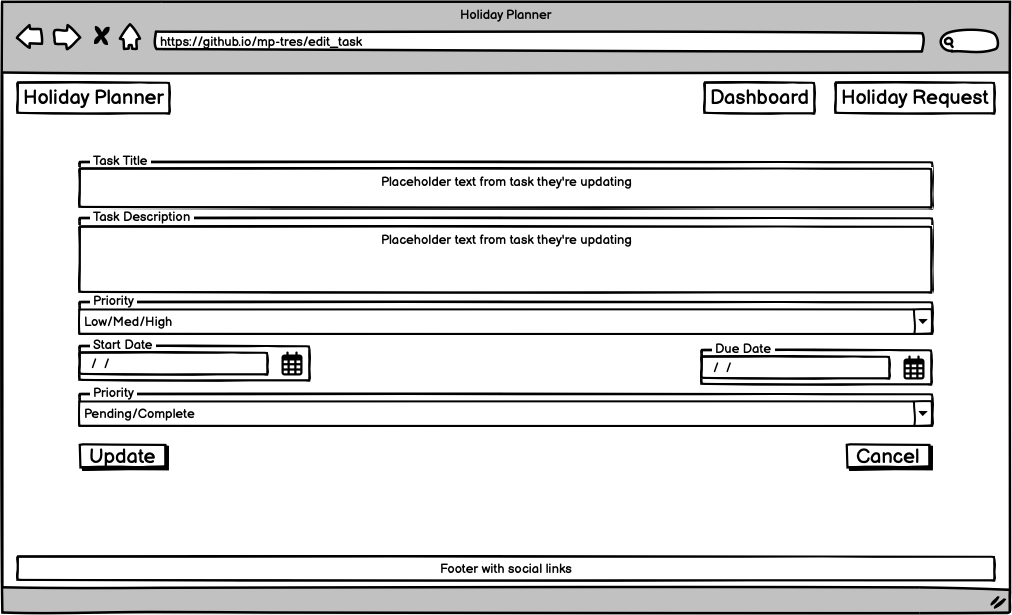 Holiday Planner
https://github.io/mp-tres/edit_task
Holiday Planner
Dashboard
Holiday Request
Task Title
Placeholder text from task they're updating
Task Description
Placeholder text from task they're updating
Priority
Low/Med/High
Start Date
/ /
Due Date
/ /
Priority
Pending/Complete
Update
Cancel
Footer with social links